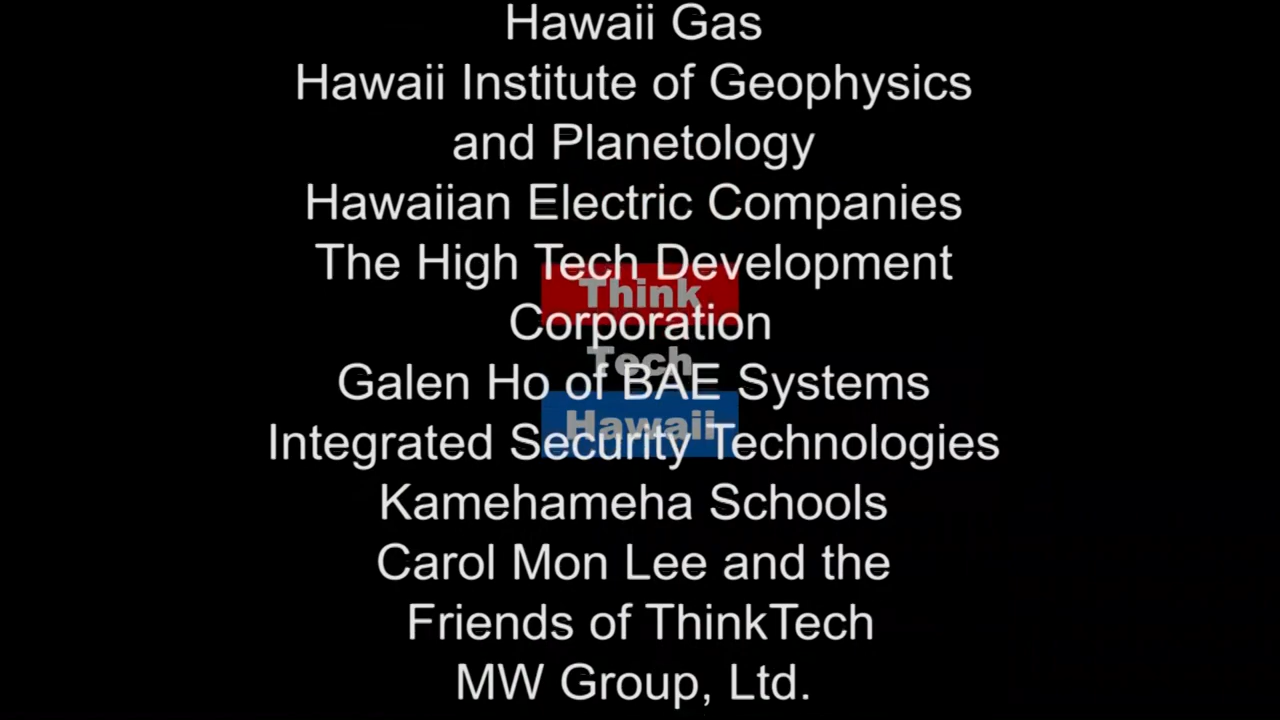 Hawaii Gas
Hawaii Institute of Geophysics
and Planetology
Hawaiian Electric Companies
The High Tech Development
Think
Corporation
Tech
Galen Ho of BAE Systems
Hawaii
Integrated Security Technologies
Kamehameha Schools
Carol Mon Lee and the
Friends of ThinkTech
MW Group, Ltd.